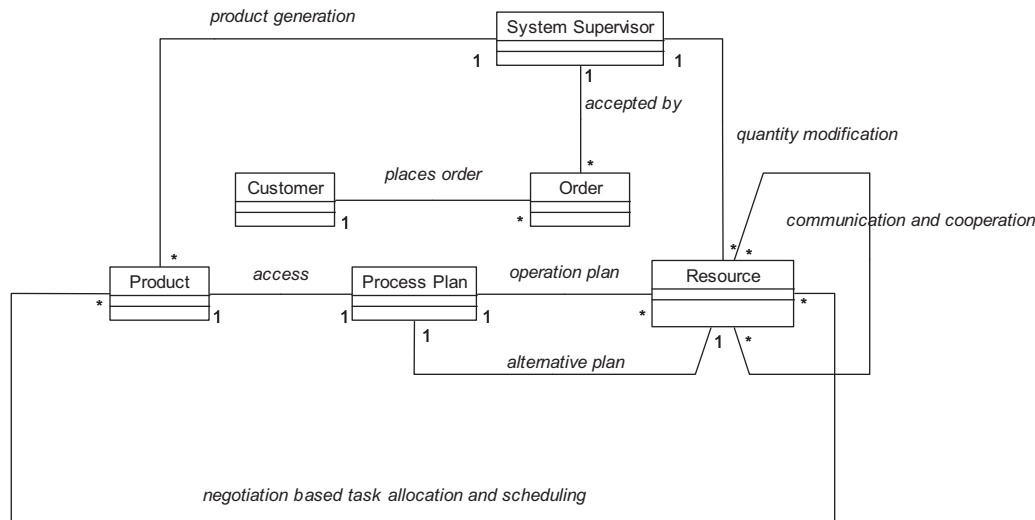 product generation
System Supervisor
1
1
1
accepted by
quantity modification
*
Customer
places order
Order
1
*
communication and cooperation
*
*
*
Product
access
Process Plan
operation plan
Resource
*
1
1
1
*
*
1
alternative plan
1
*
negotiation based task allocation and scheduling